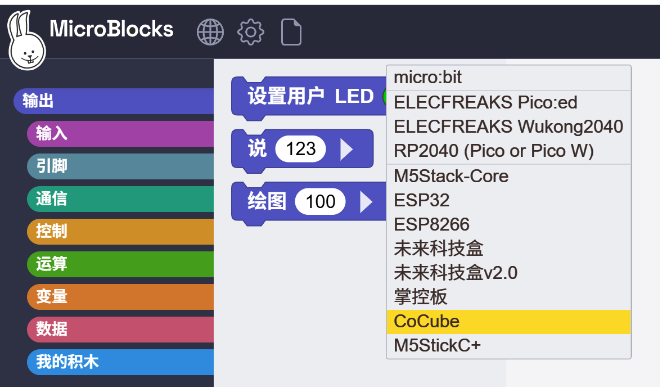 MicroBlocks
输出
输入
引脚
通信
控制
运算
变量
数据
我的积木
设置用户 LED
说 123
绘图 100
micro:bit
ELECFREAKS Pico:ed
ELECFREAKS Wukong2040
RP2040 (Pico or Pico W)
M5Stack-Core
ESP32
ESP8266
未来科技盒
未来科技盒v2.0
掌控板
CoCube
M5StickC+